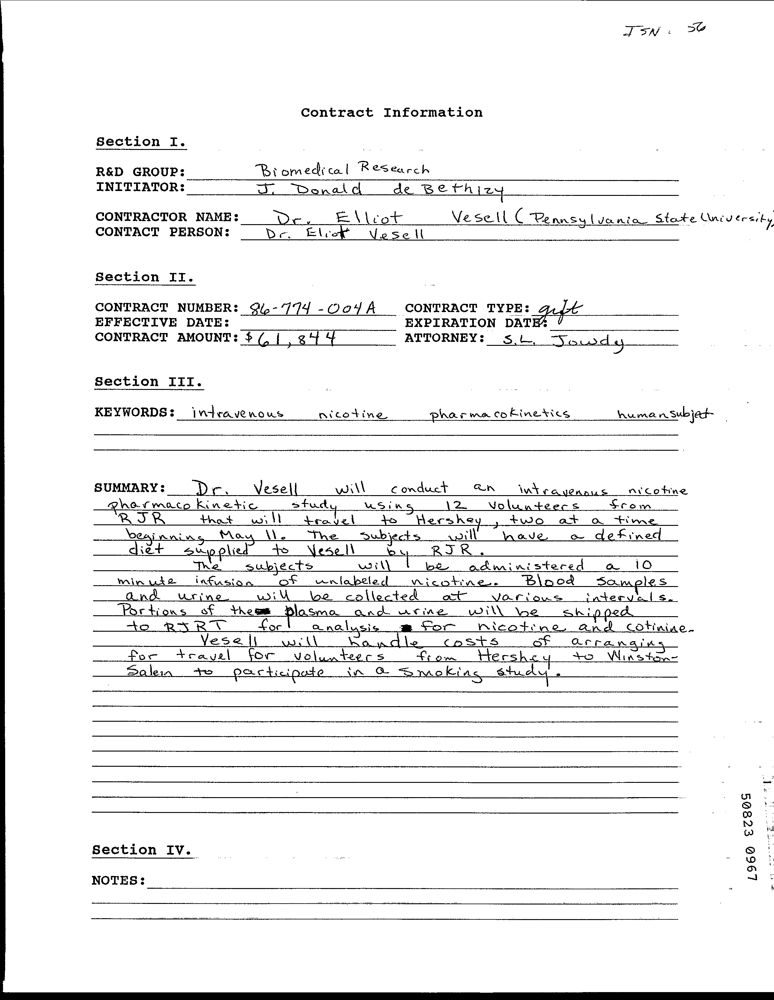 JSN. 56
Contract Information
Section I.
R&D GROUP: Biomedical Research
INITIATOR: J. Donald de Bethizy
CONTRACTOR NAME: Dr. Elliot Vesell (Pennsylvania State University)
CONTACT PERSON: Dr. Eliot Vesell
Section II.
CONTRACT NUMBER: 86-774-004A CONTRACT TYPE: gift
EFFECTIVE DATE: EXPIRATION DATE:
CONTRACT AMOUNT: $61,844 ATTORNEY: S.L. Jowdy
Section III.
KEYWORDS: intravenous nicotine pharmacokinetics human subject
SUMMARY: Dr. Vesell will conduct an intravenous nicotine
pharmacokinetic study using 12 volunteers from
RJR that will travel to Hershey, two at a time
beginning May 11. The subjects will have a defined
diet supplied to Vesell by RJR.
The subjects will be administered a 10
minute infusion of unlabeled nicotine. Blood samples
and urine will be collected at various intervals.
Portions of the plasma and urine will be shipped
to RJRT for analysis for nicotine and cotinine.
Vesell will handle costs of arranging
for travel for volunteers from Hershey to Winston-
Salem to participate in a smoking study.
Section IV.
NOTES:
50823 0967